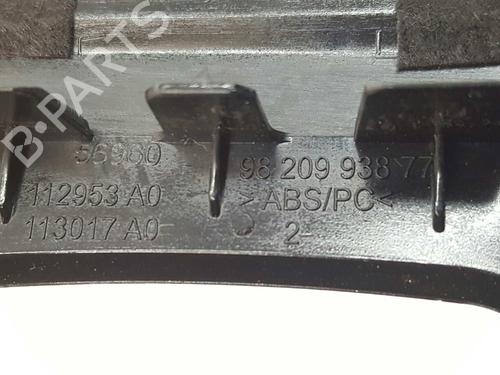 B-PARTS
56960
112953 A0
113017 A0
98 209 938 77
>ABS/PC<
2-